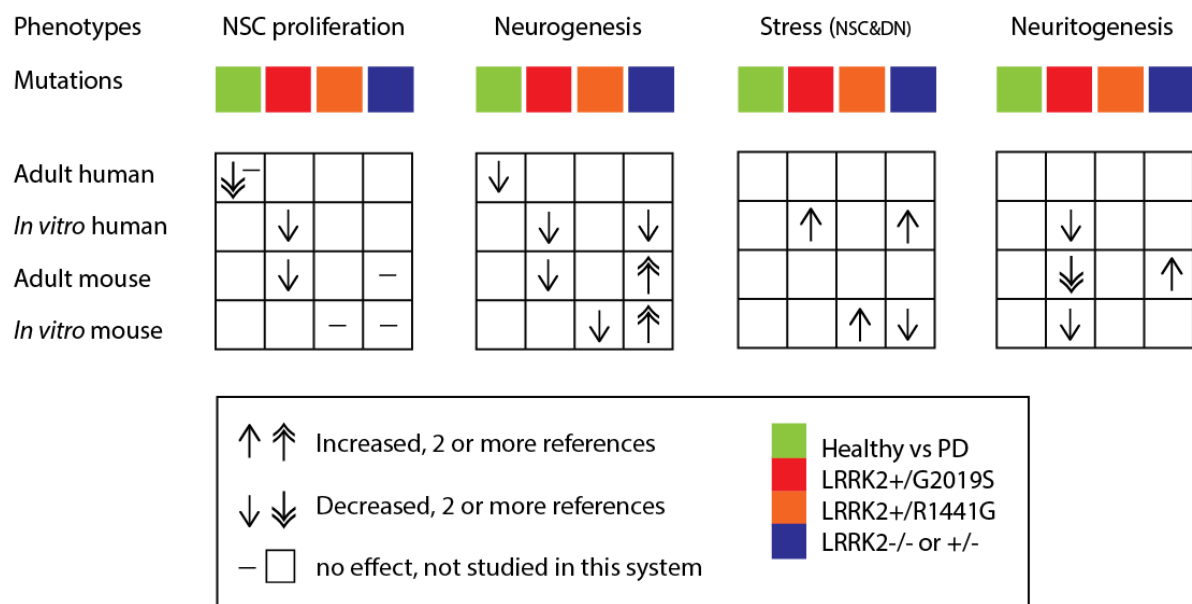 Phenotypes NSC proliferation Neurogenesis Stress (NSC&DN) Neuritogenesis
Mutations
Adult human
In vitro human
Adult mouse
In vitro mouse
Increased, 2 or more references
Decreased, 2 or more references
no effect, not studied in this system
Healthy vs PD
LRRK2+/G2019S
LRRK2+/R1441G
LRRK2-/- or +/-